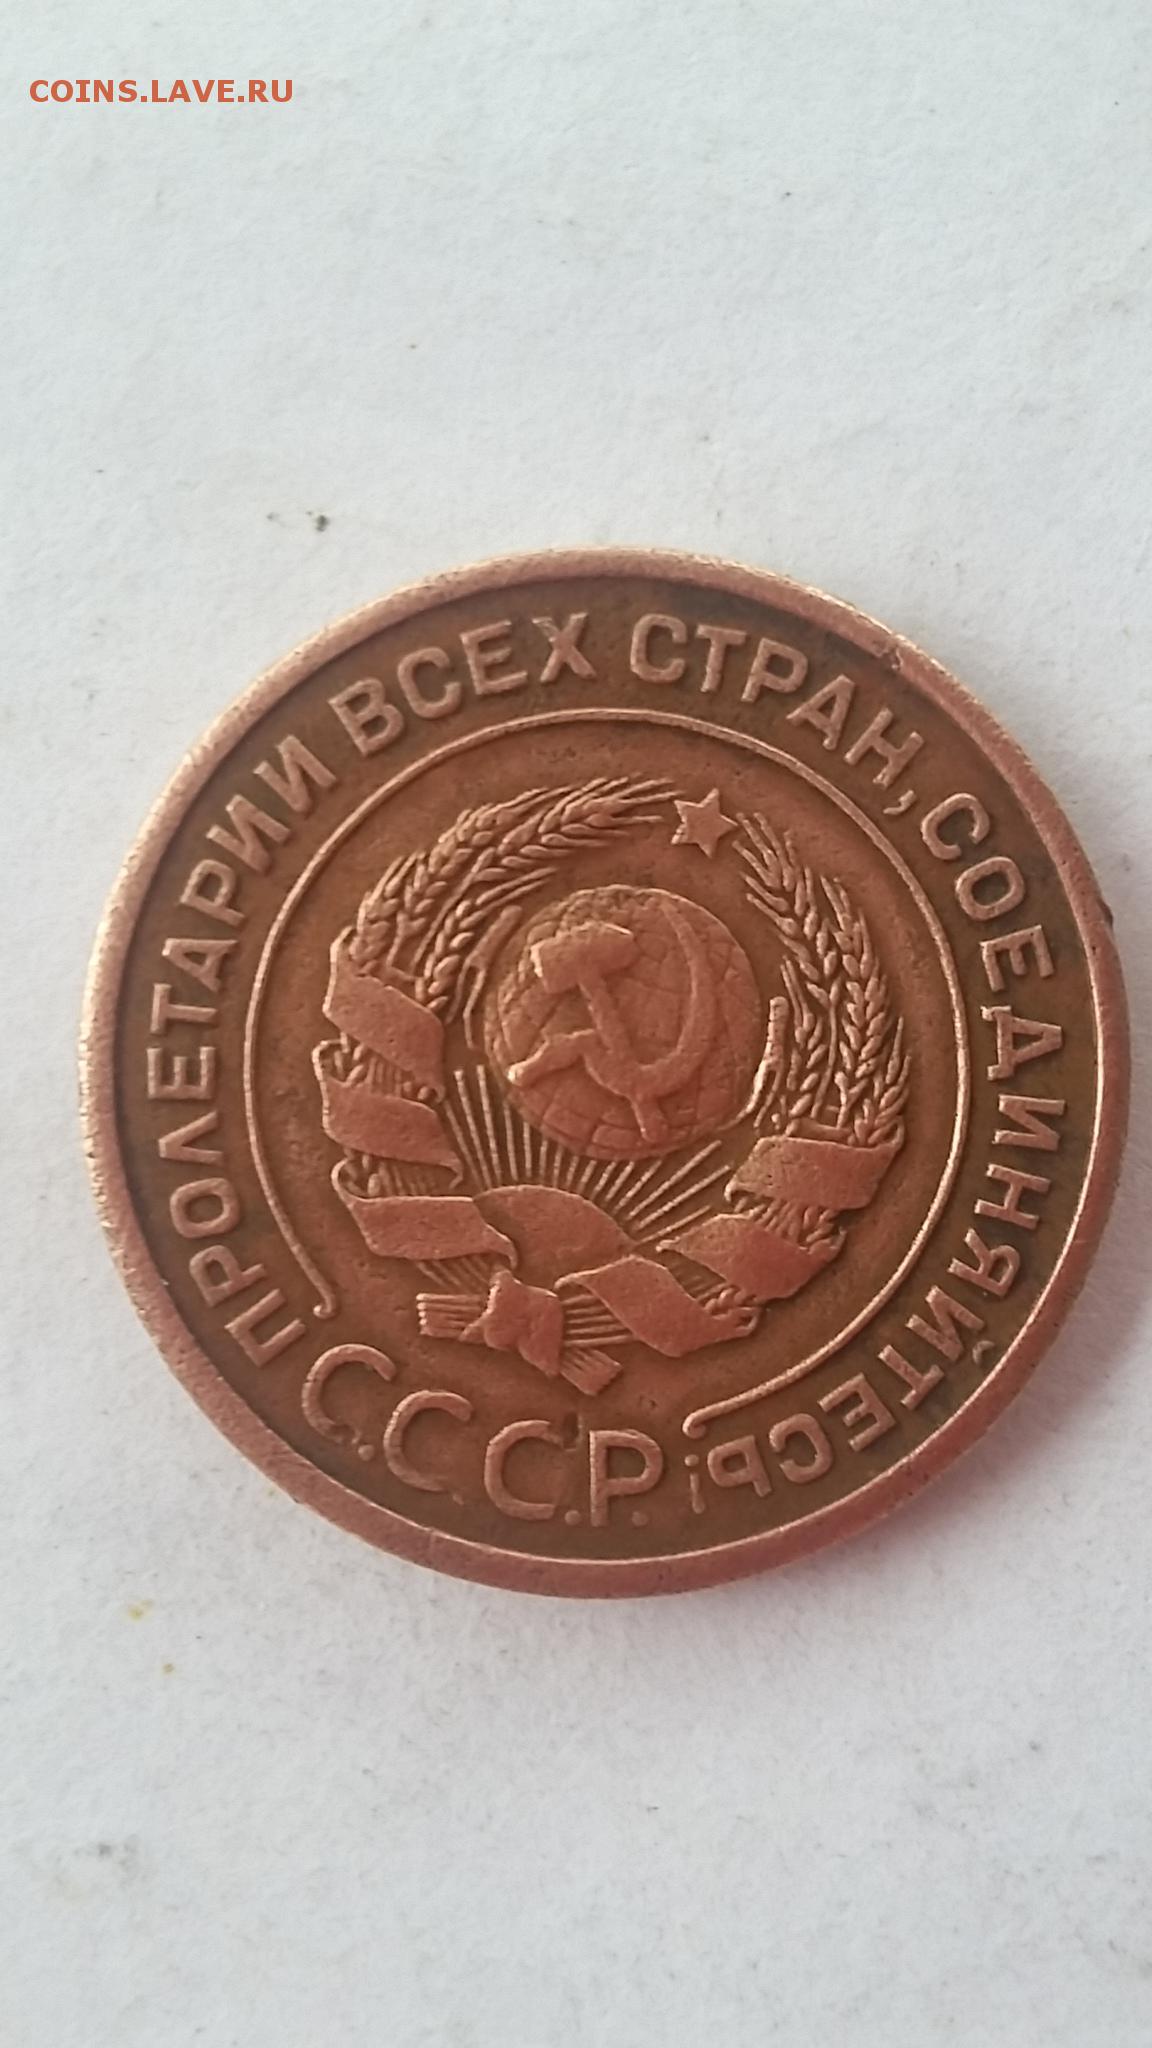 COINS.LAVE.RU
ПРОЛЕТАРИИ ВСЕХ СТРАН, СОЕДИНЯЙТЕСЬ!
С.С.С.Р.